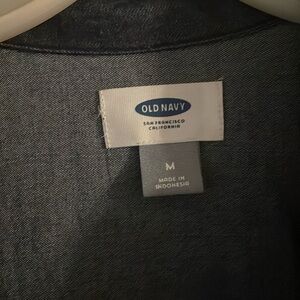 OLD NAVY
SAN FRANCISCO
CALIFORNIA
M
MADE IN
INDONESIA